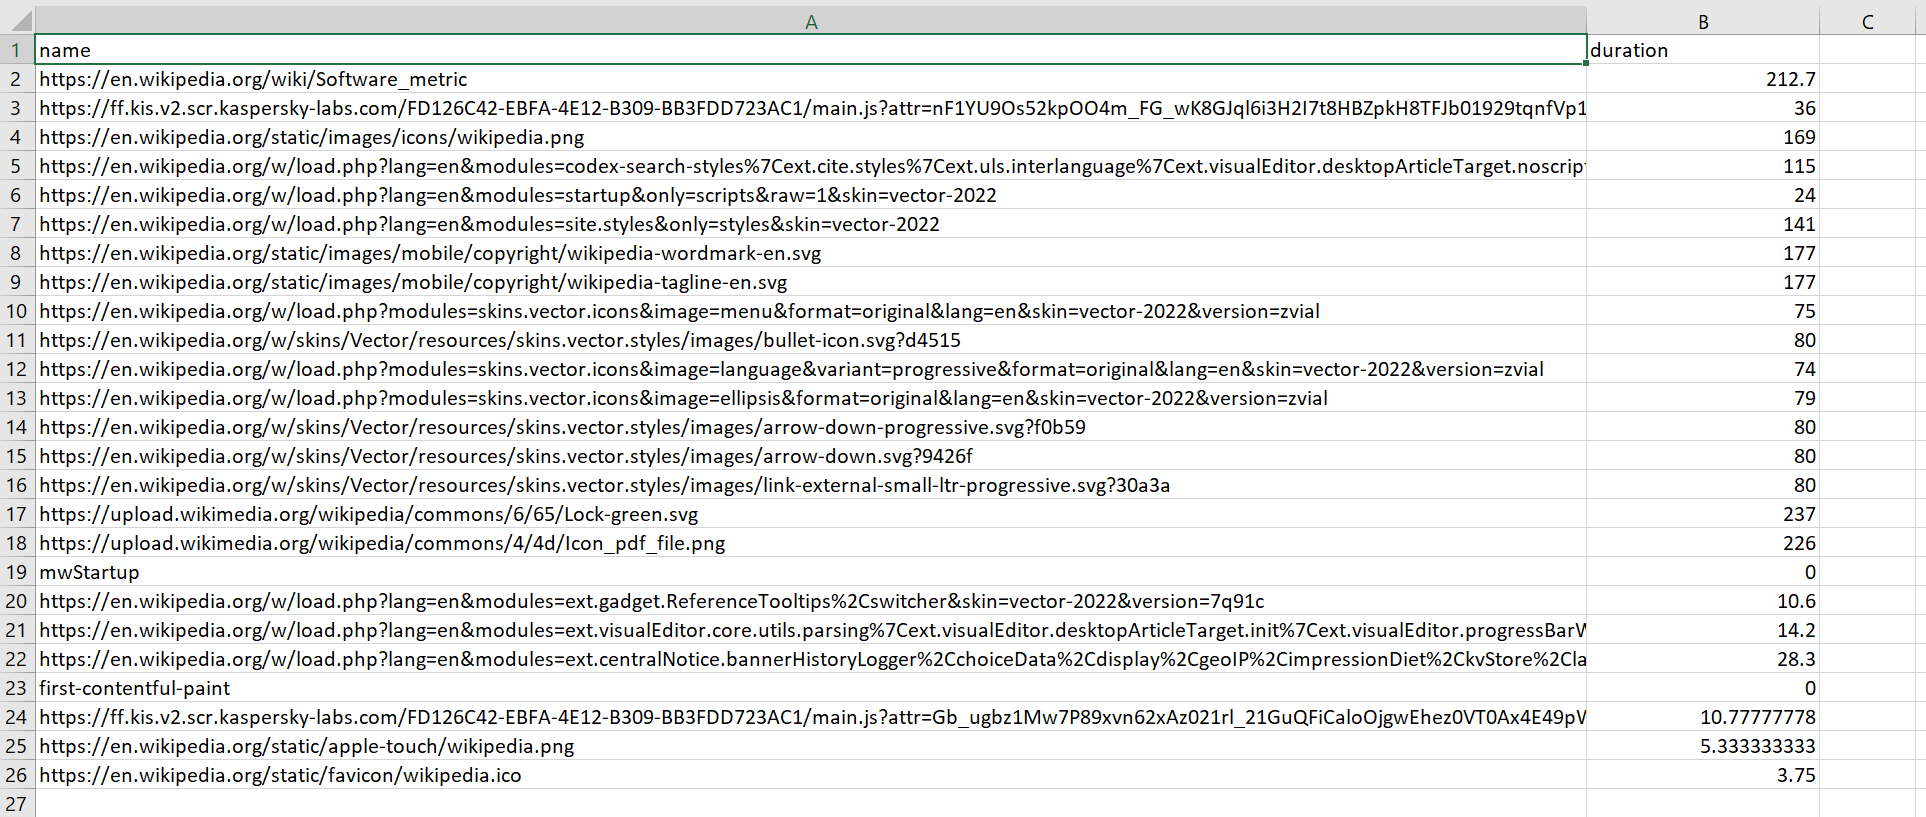 A B C
1 name duration
2 https://en.wikipedia.org/wiki/Software_metric 212.7
3 https://ff.kis.v2.scr.kaspersky-labs.com/FD126C42-EBFA-4E12-B309-BB3FDD723AC1/main.js?attr=nF1YU9Os52kpOO4m_FG_wK8GJql6i3H2I7t8HBZpkH8TFJb01929tqnfVp1 36
4 https://en.wikipedia.org/static/images/icons/wikipedia.png 169
5 https://en.wikipedia.org/w/load.php?lang=en&modules=codex-search-styles%7Cext.cite.styles%7Cext.uls.interlanguage%7Cext.visualEditor.desktopArticleTarget.noscript 115
6 https://en.wikipedia.org/w/load.php?lang=en&modules=startup&only=scripts&raw=1&skin=vector-2022 24
7 https://en.wikipedia.org/w/load.php?lang=en&modules=site.styles&only=styles&skin=vector-2022 141
8 https://en.wikipedia.org/static/images/mobile/copyright/wikipedia-wordmark-en.svg 177
9 https://en.wikipedia.org/static/images/mobile/copyright/wikipedia-tagline-en.svg 177
10 https://en.wikipedia.org/w/load.php?modules=skins.vector.icons&image=menu&format=original&lang=en&skin=vector-2022&version=zvial 75
11 https://en.wikipedia.org/w/skins/Vector/resources/skins.vector.styles/images/bullet-icon.svg?d4515 80
12 https://en.wikipedia.org/w/load.php?modules=skins.vector.icons&image=language&variant=progressive&format=original&lang=en&skin=vector-2022&version=zvial 74
13 https://en.wikipedia.org/w/load.php?modules=skins.vector.icons&image=ellipsis&format=original&lang=en&skin=vector-2022&version=zvial 79
14 https://en.wikipedia.org/w/skins/Vector/resources/skins.vector.styles/images/arrow-down-progressive.svg?f0b59 80
15 https://en.wikipedia.org/w/skins/Vector/resources/skins.vector.styles/images/arrow-down.svg?9426f 80
16 https://en.wikipedia.org/w/skins/Vector/resources/skins.vector.styles/images/link-external-small-ltr-progressive.svg?30a3a 80
17 https://upload.wikimedia.org/wikipedia/commons/6/65/Lock-green.svg 237
18 https://upload.wikimedia.org/wikipedia/commons/4/4d/Icon_pdf_file.png 226
19 mwStartup 0
20 https://en.wikipedia.org/w/load.php?lang=en&modules=ext.gadget.ReferenceTooltips%2Cswitcher&skin=vector-2022&version=7q91c 10.6
21 https://en.wikipedia.org/w/load.php?lang=en&modules=ext.visualEditor.core.utils.parsing%7Cext.visualEditor.desktopArticleTarget.init%7Cext.visualEditor.progressBarW 14.2
22 https://en.wikipedia.org/w/load.php?lang=en&modules=ext.centralNotice.bannerHistoryLogger%2CchoiceData%2Cdisplay%2CgeoIP%2CimpressionDiet%2CkvStore%2Cla 28.3
23 first-contentful-paint 0
24 https://ff.kis.v2.scr.kaspersky-labs.com/FD126C42-EBFA-4E12-B309-BB3FDD723AC1/main.js?attr=Gb_ugbz1Mw7P89xvn62xAz021rl_21GuQFiCaloOjgwEhez0VT0Ax4E49pV 10.77777778
25 https://en.wikipedia.org/static/apple-touch/wikipedia.png 5.333333333
26 https://en.wikipedia.org/static/favicon/wikipedia.ico 3.75
27